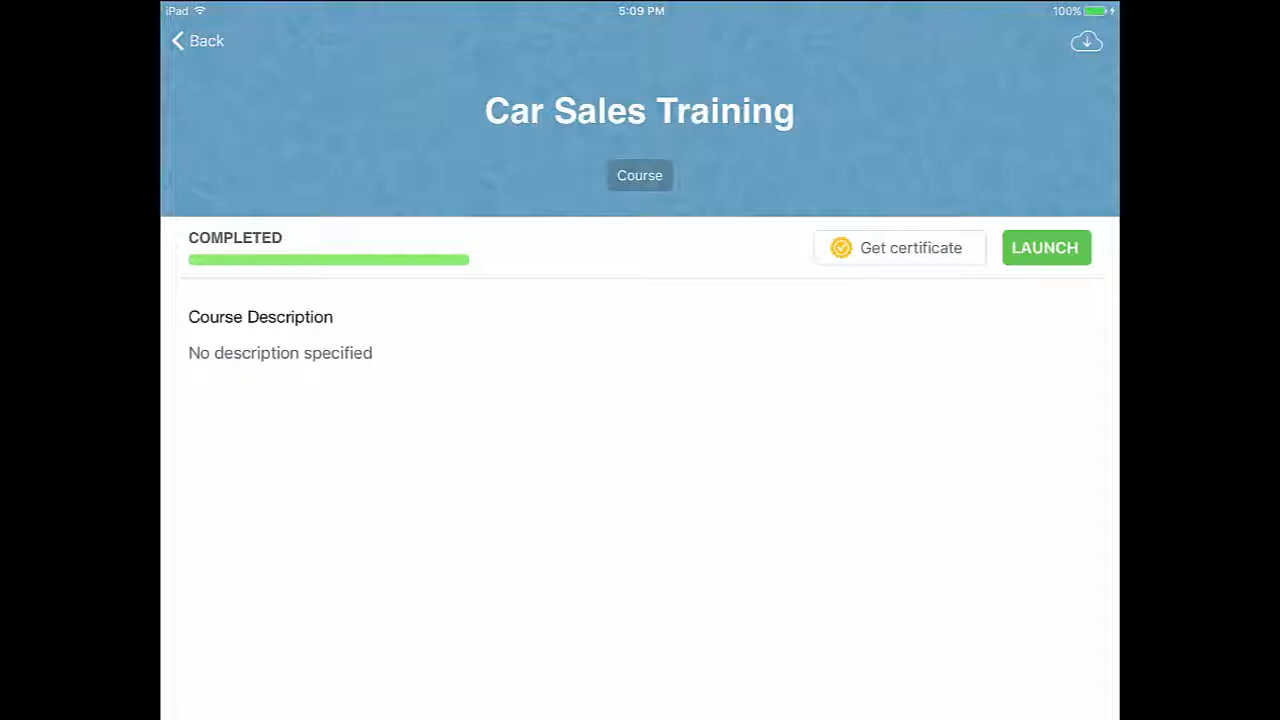 iPad 5:09 PM 100%
Back
Car Sales Training
Course
COMPLETED
Get certificate LAUNCH
Course Description
No description specified